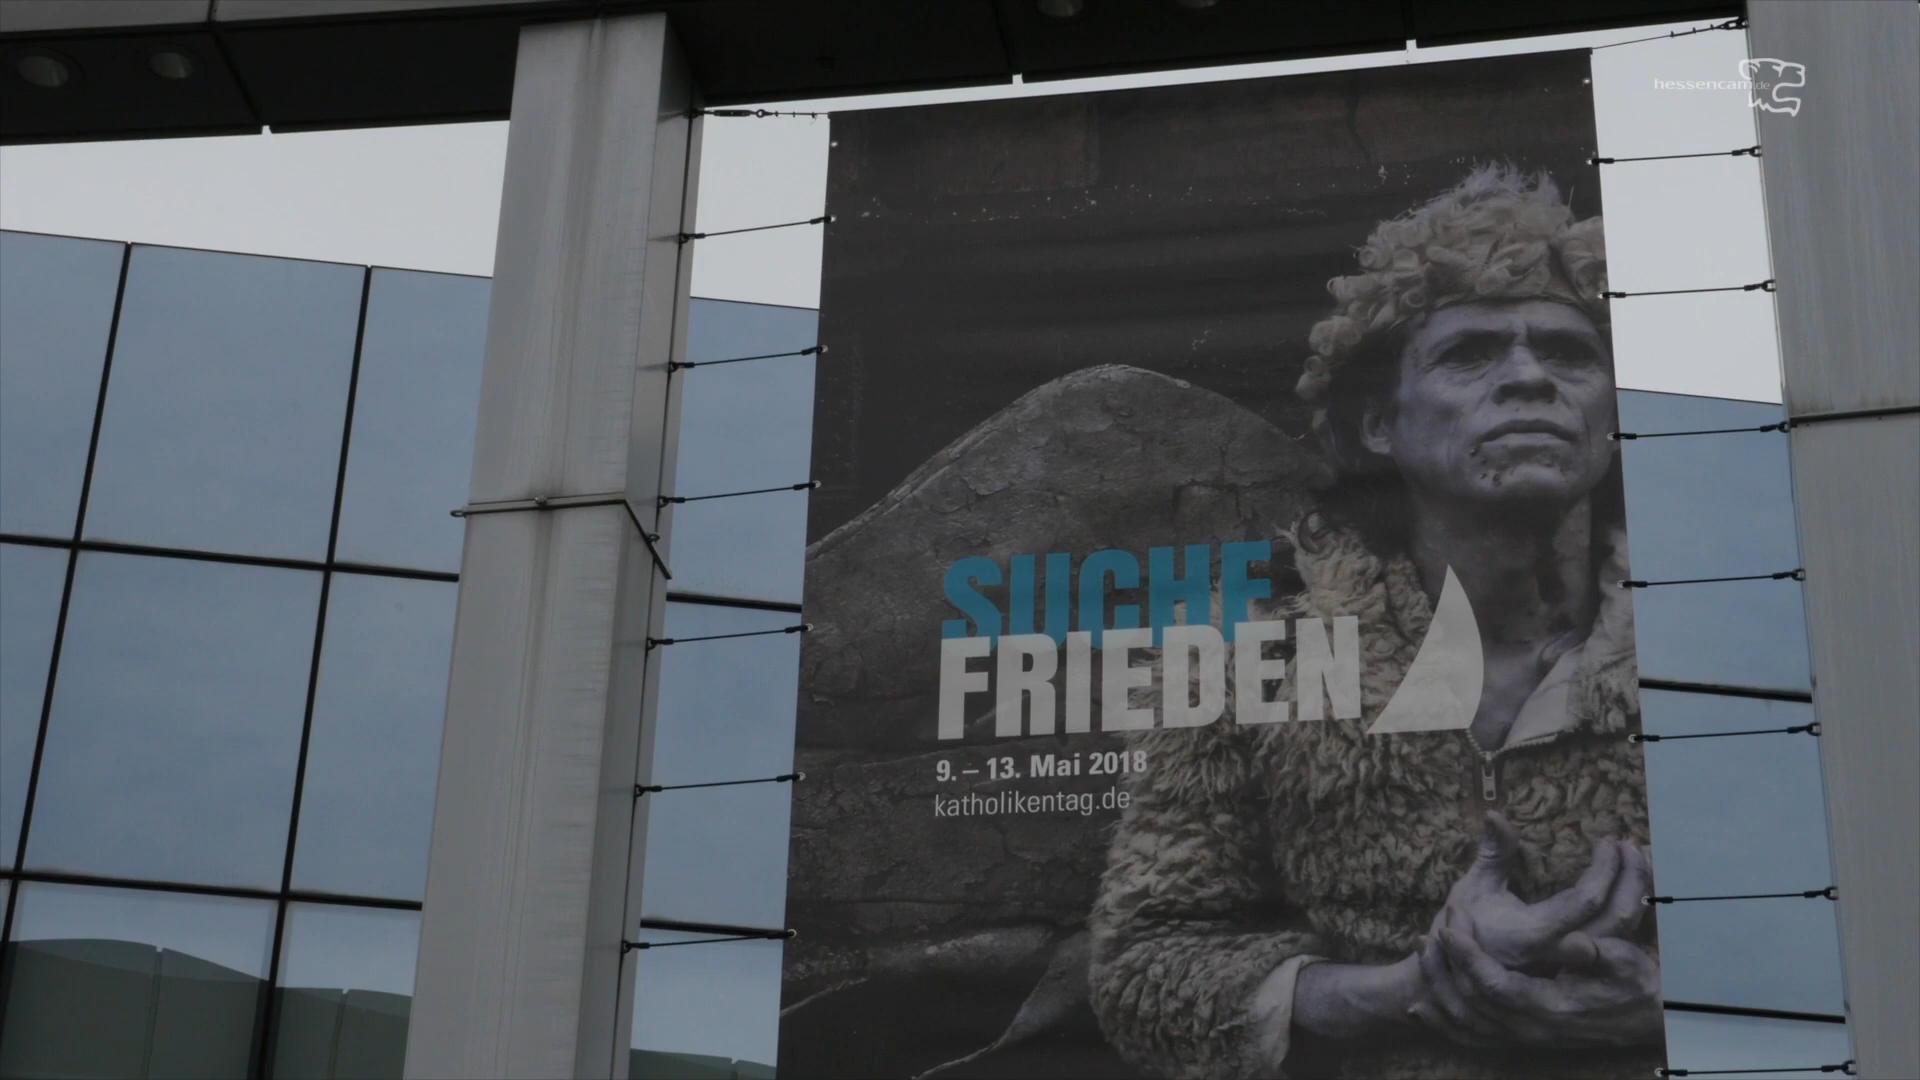 hessencam.de
SUCHE
FRIEDEN
9. – 13. Mai 2018
katholikentag.de